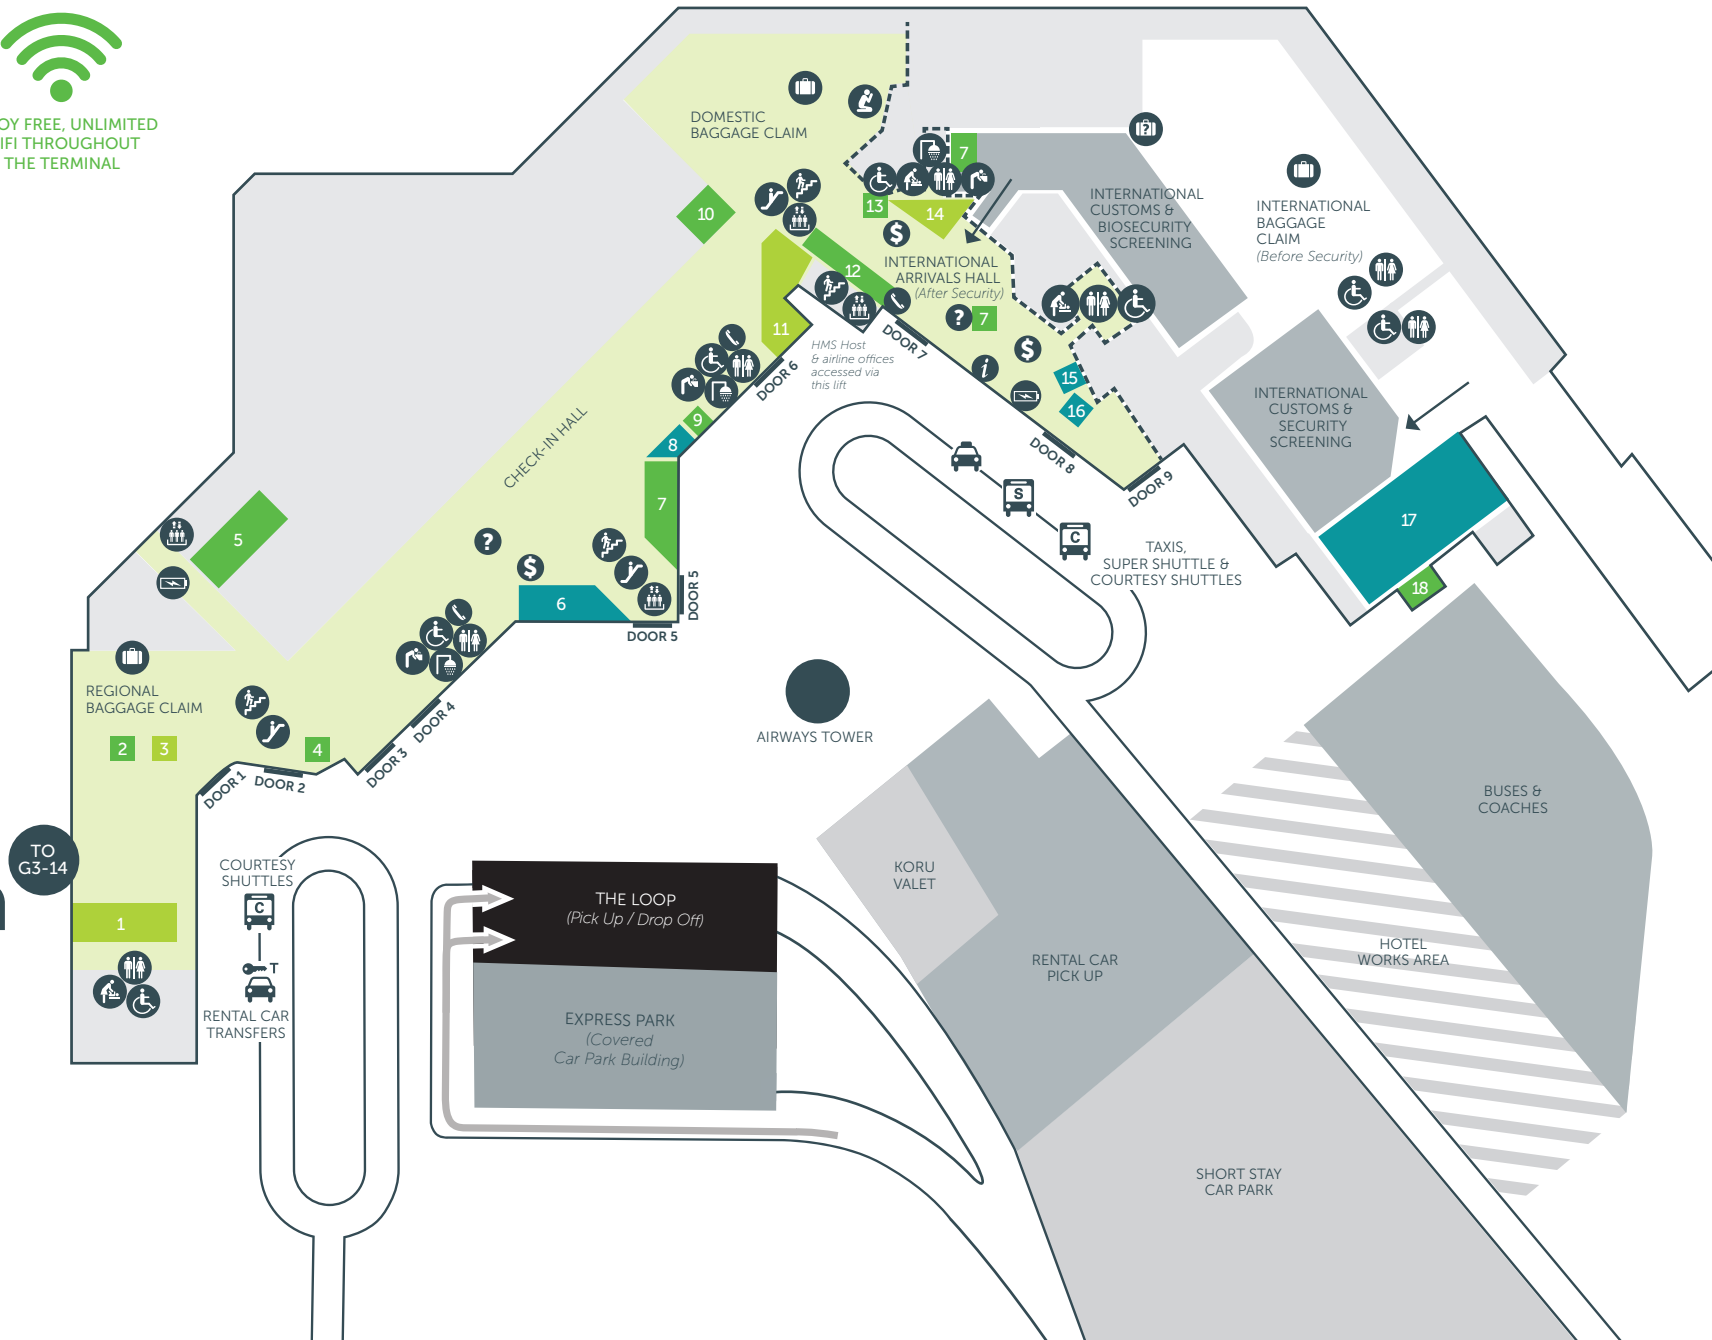 OY FREE, UNLIMITED
IFI THROUGHOUT
THE TERMINAL
DOMESTIC
BAGGAGE CLAIM
7
10
13
14
INTERNATIONAL
CUSTOMS &
BIOSECURITY
SCREENING
INTERNATIONAL
BAGGAGE
CLAIM
(Before Security)
INTERNATIONAL
ARRIVALS HALL
(After Security)
12
?
7
$
11
DOOR 6
DOOR 7
HMS Host
& airline offices
accessed via
this lift
i
$
15
16
INTERNATIONAL
CUSTOMS &
SECURITY
SCREENING
CHECK-IN HALL
9
8
7
DOOR 8
DOOR 9
S
C
TAXIS,
SUPER SHUTTLE &
COURTESY SHUTTLES
17
18
5
?
$
6
DOOR 5
DOOR 5
REGIONAL
BAGGAGE CLAIM
2
3
4
DOOR 1
DOOR 2
DOOR 3
DOOR 4
AIRWAYS TOWER
BUSES &
COACHES
TO
G3-14
COURTESY
SHUTTLES
C
1
T
RENTAL CAR
TRANSFERS
THE LOOP
(Pick Up / Drop Off)
EXPRESS PARK
(Covered
Car Park Building)
KORU
VALET
RENTAL CAR
PICK UP
HOTEL
WORKS AREA
SHORT STAY
CAR PARK